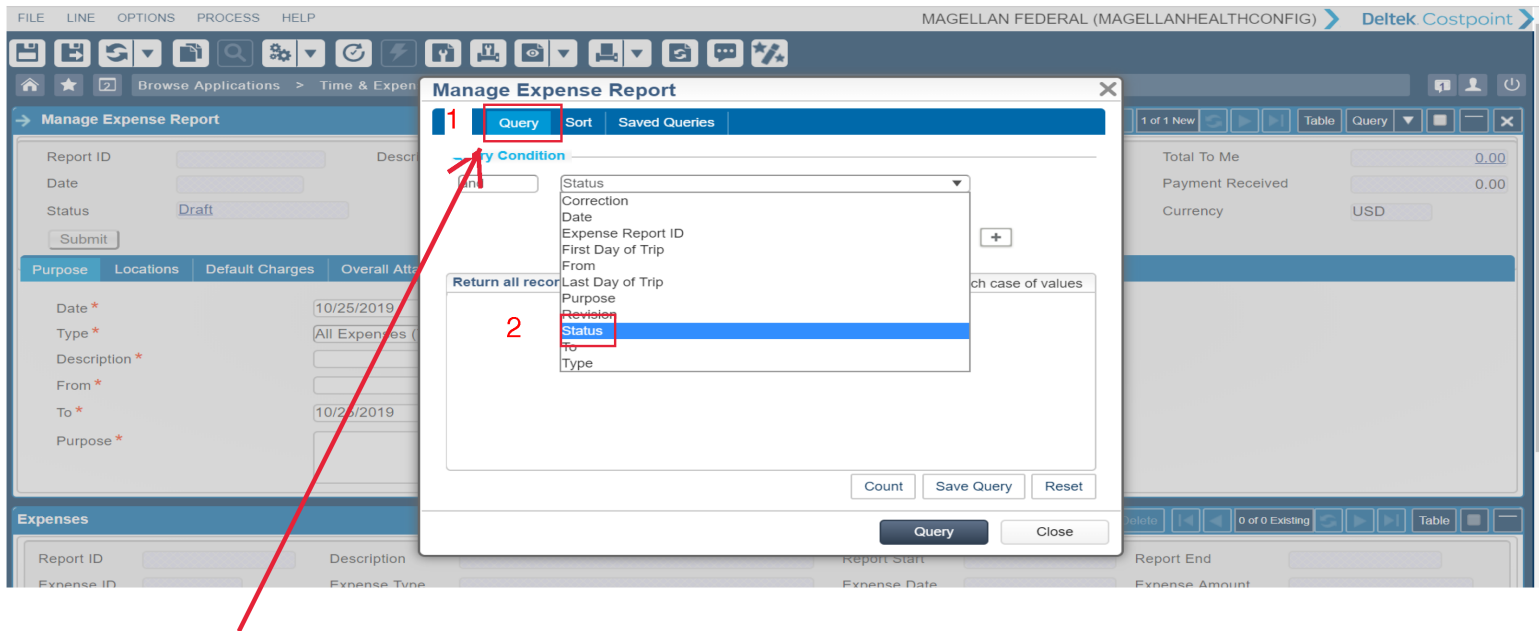 FILE LINE OPTIONS PROCESS HELP MAGELLAN FEDERAL (MAGELLANHEALTHCONFIG) Deltek Costpoint
2 Browse Applications > Time & Expen
Manage Expense Report
Manage Expense Report
1 Query Sort Saved Queries
1 of 1 New Table Query
Report ID
Descri
Query Condition
Total To Me 0.00
Date
and Status
Payment Received 0.00
Status Draft
Currency USD
Submit
Correction
Date
Expense Report ID
First Day of Trip
From
Last Day of Trip
Purpose
Revision
2 Status
To
Type
Purpose Locations Default Charges Overall Atta
Return all recor
ch case of values
Date * 10/25/2019
Type * All Expenses (
Description *
From *
To * 10/25/2019
Purpose *
Count Save Query Reset
Query Close
Expenses
Delete 0 of 0 Existing Table
Report ID Description Report Start Report End
Expense ID Expense Type Expense Date Expense Amount